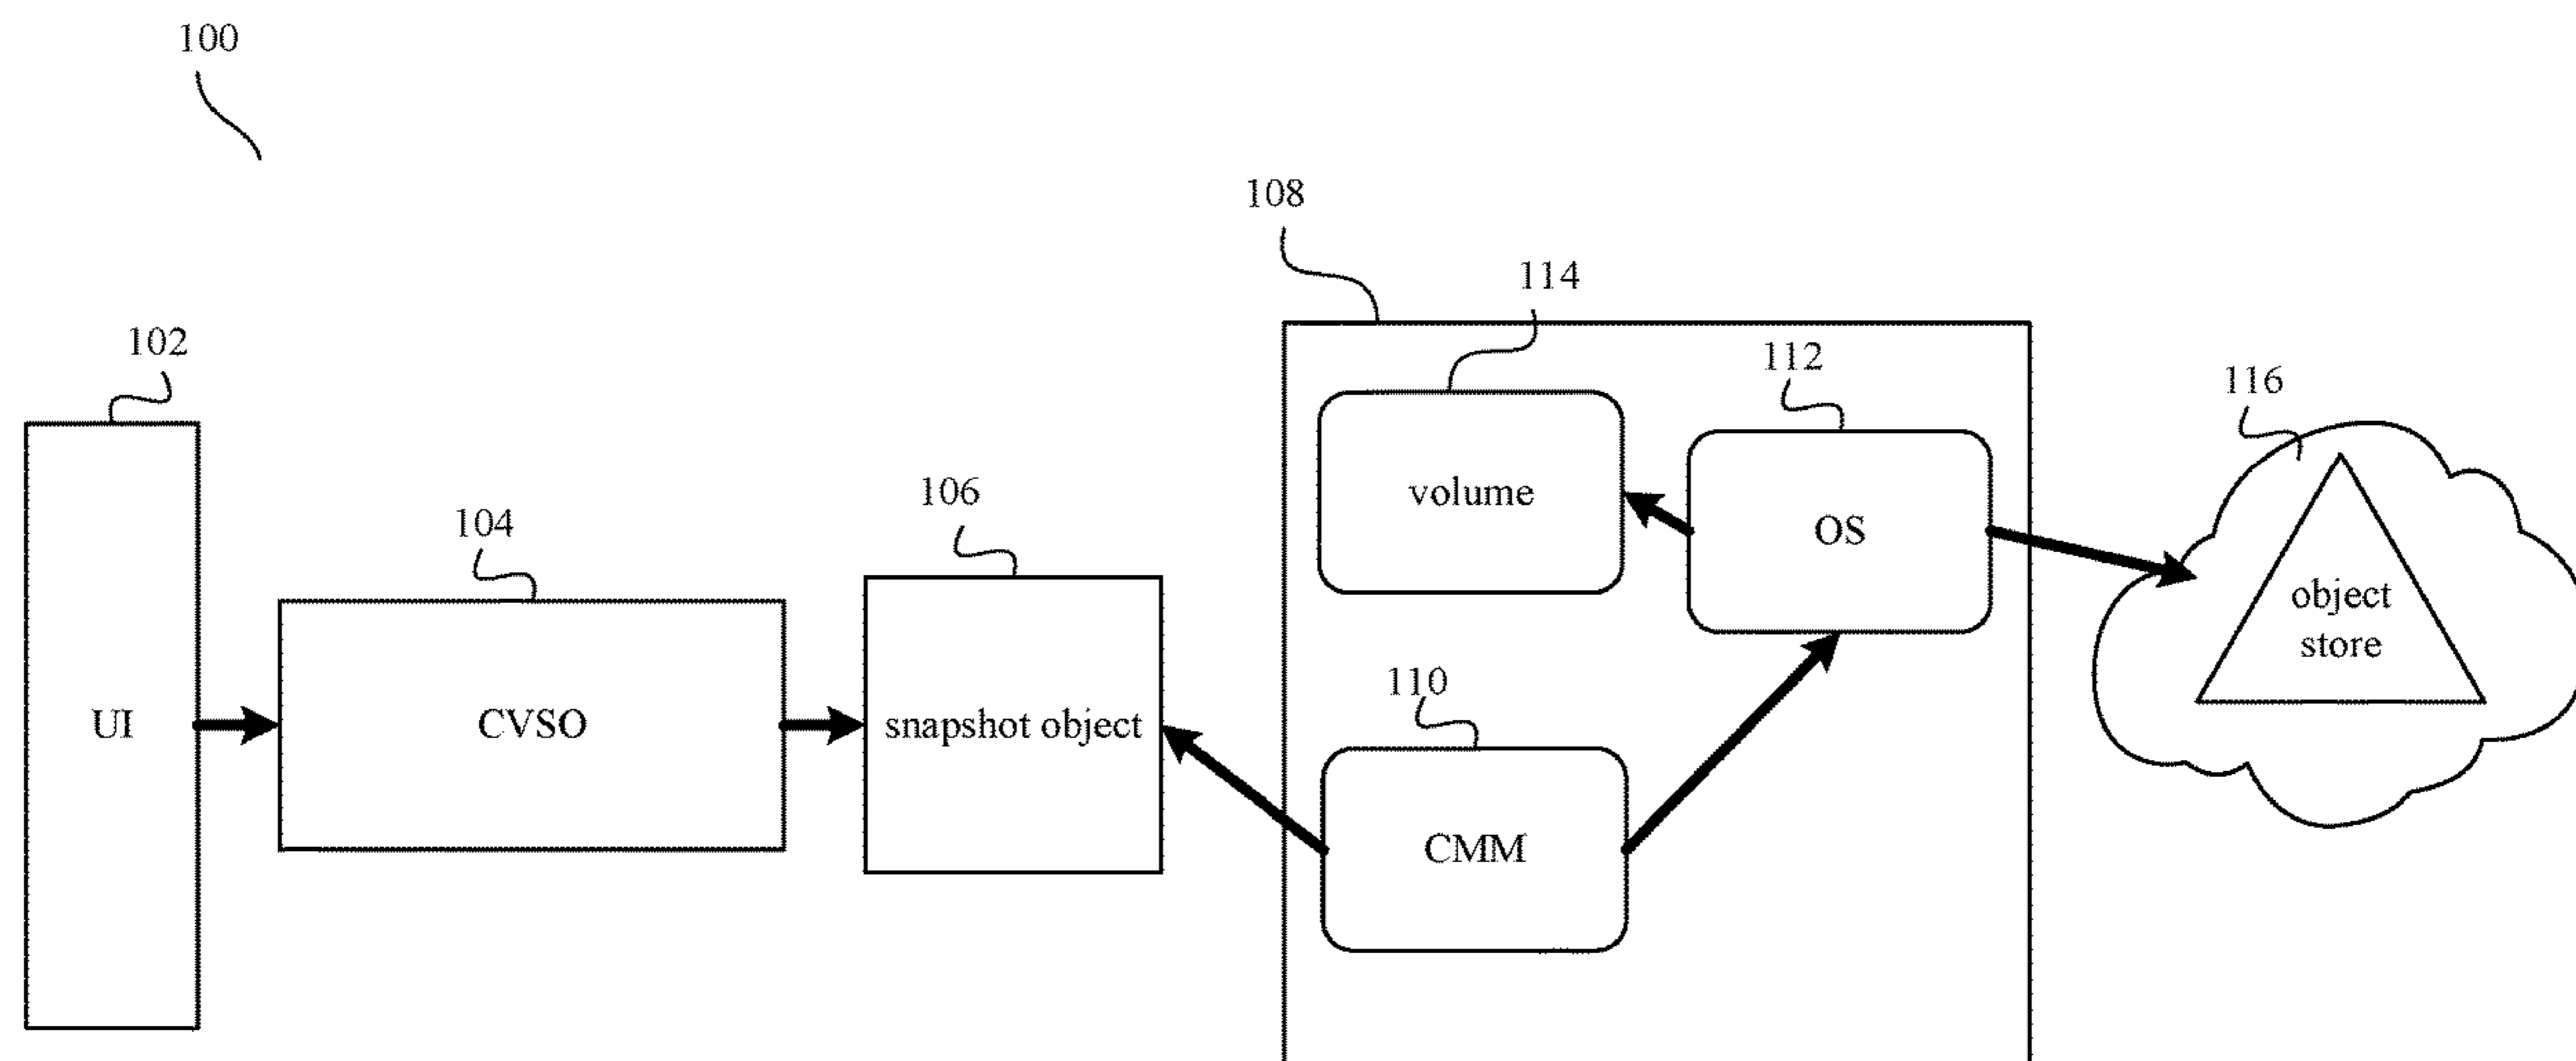 100
108
114
102
112
116
106
volume
104
OS
object
store
110
UI
CVSO
snapshot object
CMM